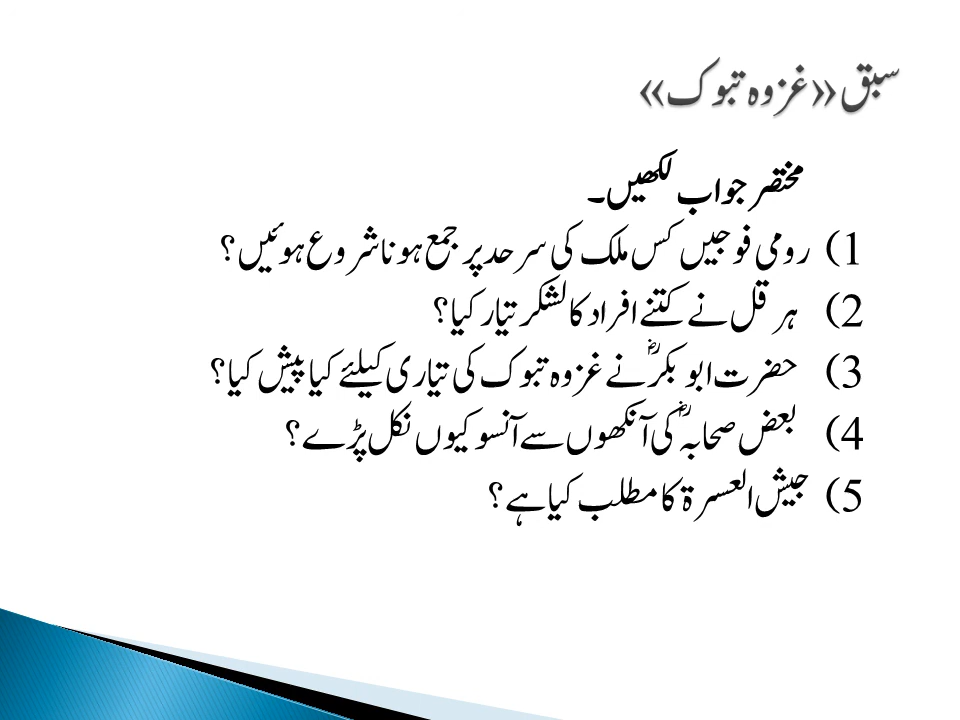 سبق «غزوہ تبوک»
مختصر جواب لکھیں۔
1) رومی فوجیں کس ملک کی سرحد پر جمع ہونا شروع ہوئیں؟
2) ہرقل نے کتنے افراد کا لشکر تیار کیا؟
3) حضرت ابوبکرؓ نے غزوہ تبوک کی تیاری کیلئے کیا پیش کیا؟
4) بعض صحابہؓ کی آنکھوں سے آنسو کیوں نکل پڑے؟
5) جیش العسرۃ کا مطلب کیا ہے؟